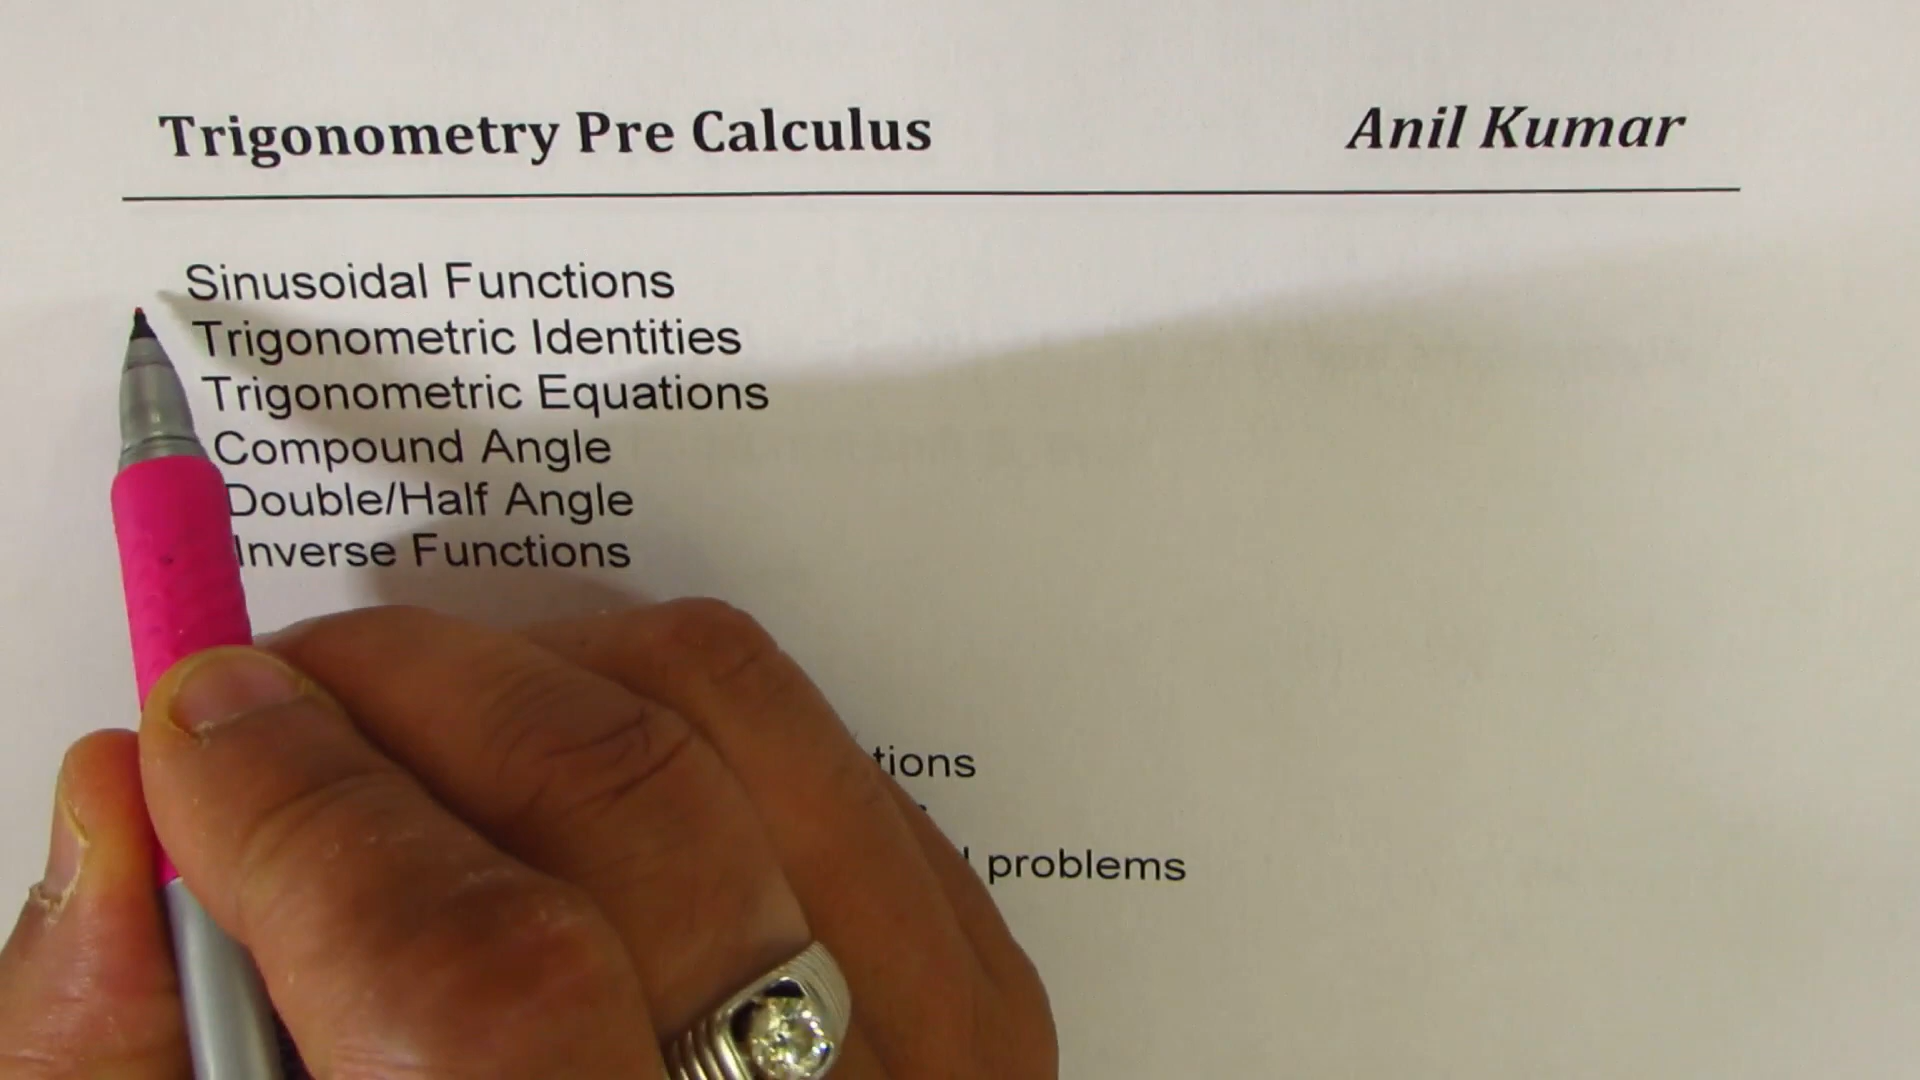 Trigonometry Pre Calculus Anil Kumar
Sinusoidal Functions
Trigonometric Identities
Trigonometric Equations
Compound Angle
Double/Half Angle
Inverse Functions
tions
problems